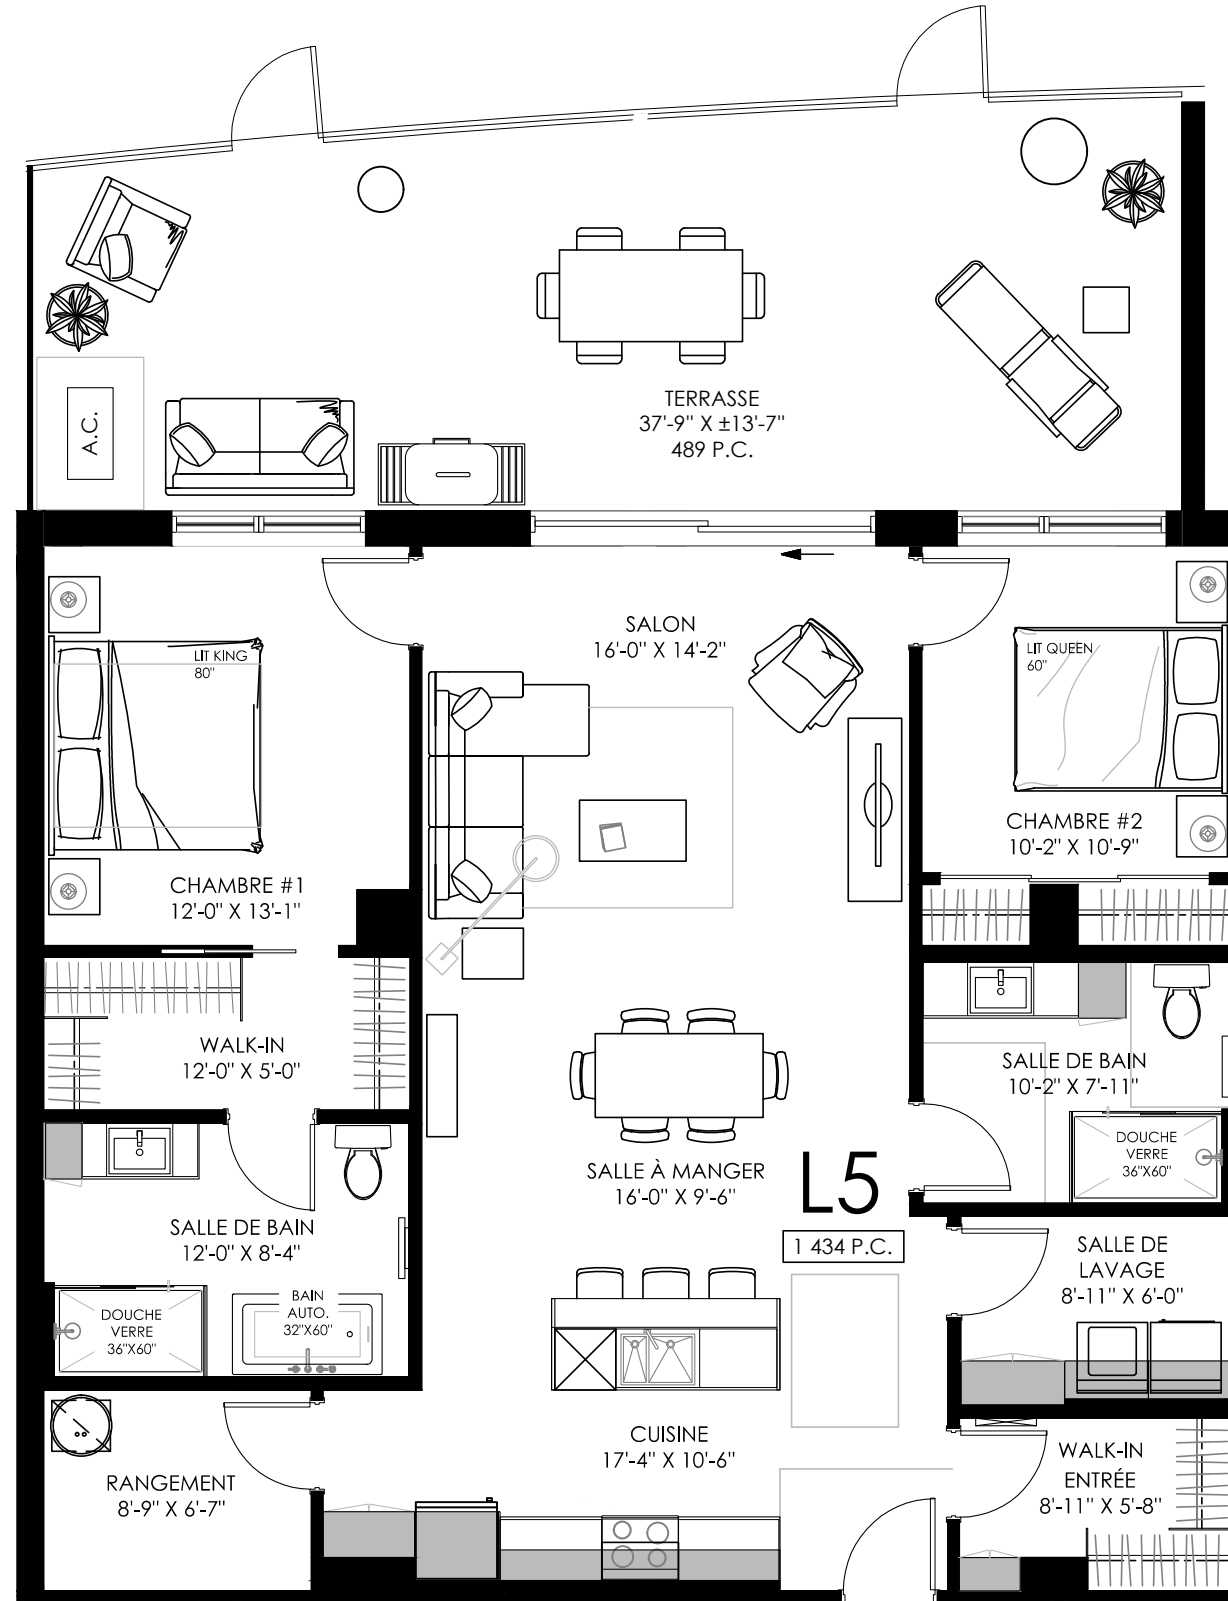 TERRASSE
37'-9" X ±13'-7"
489 P.C.
A.C.
SALON
16'-0" X 14'-2"
LIT KING
80"
LIT QUEEN
60"
CHAMBRE #1
12'-0" X 13'-1"
CHAMBRE #2
10'-2" X 10'-9"
WALK-IN
12'-0" X 5'-0"
SALLE DE BAIN
10'-2" X 7'-11"
DOUCHE
VERRE
36"X60"
SALLE À MANGER
16'-0" X 9'-6"
L5
1 434 P.C.
SALLE DE BAIN
12'-0" X 8'-4"
DOUCHE
VERRE
36"X60"
BAIN
AUTO.
32"X60"
SALLE DE
LAVAGE
8'-11" X 6'-0"
CUISINE
17'-4" X 10'-6"
RANGEMENT
8'-9" X 6'-7"
WALK-IN
ENTRÉE
8'-11" X 5'-8"